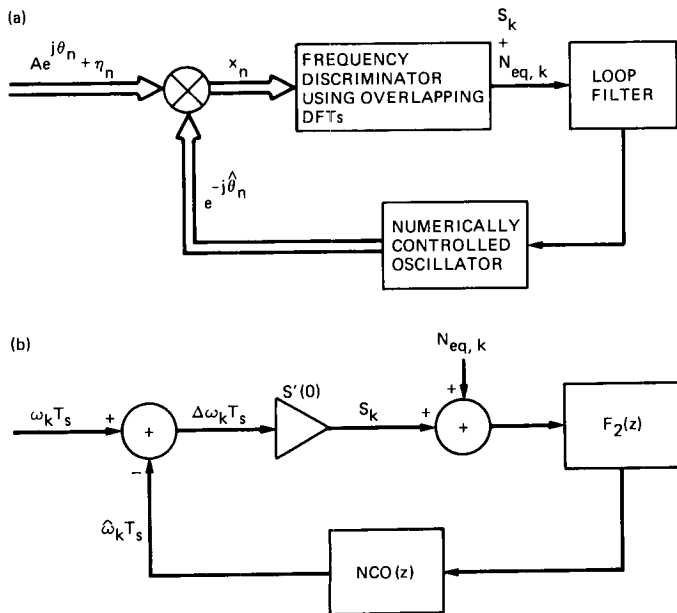 (a)
Ae^{jθ_n} + η_n
x_n
FREQUENCY
DISCRIMINATOR
USING OVERLAPPING
DFTs
S_k
+
N_{eq, k}
LOOP
FILTER
e^{-jθ̂_n}
NUMERICALLY
CONTROLLED
OSCILLATOR
(b)
N_{eq, k}
ω_k T_s
+
+
−
Δω_k T_s
S'(0)
S_k
+
+
+
F_2(z)
ω̂_k T_s
NCO(z)